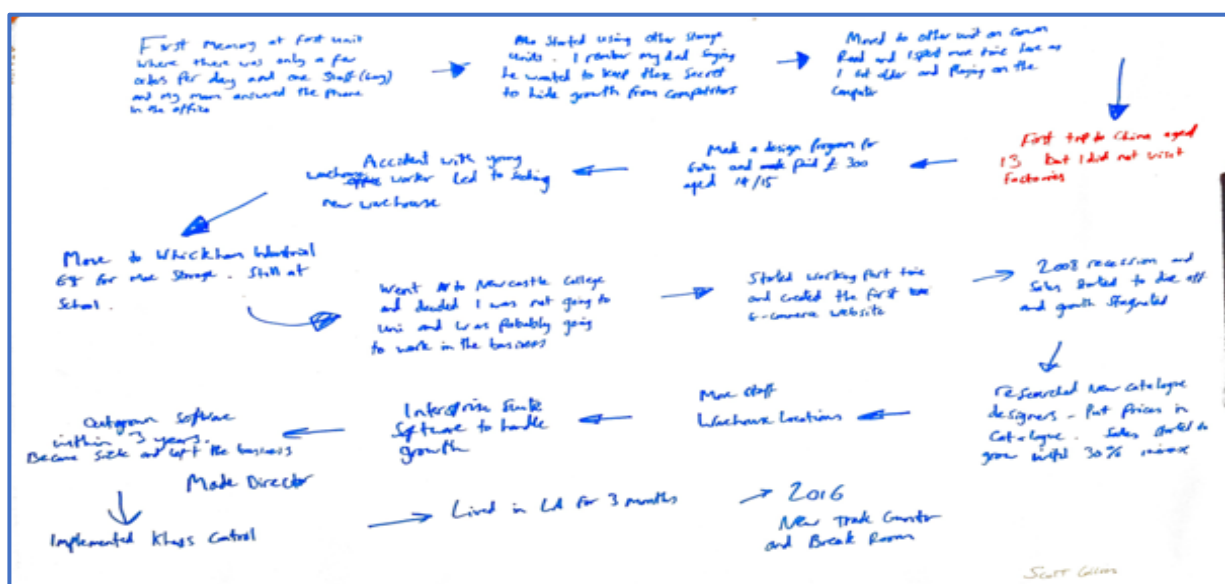 First memory at first unit
where there was only a few
orders per day and one staff
and my mum answered the phone
in the office
Also started using other storage
units. I remember my dad saying
he wanted to keep these secret
to hide growth from competitors
Moved to other unit on
Road and I spent more time here as
I got older and playing on the
computer
First trip to China aged
13 but I did not visit
factories
Made a design program for
and paid £300
aged 14/15
Accident with young
warehouse worker led to seeking
new warehouse
Move to Whickham Industrial
Est for more storage. Still at
School.
Went to Newcastle College
and decided I was not going to
uni and was probably going
to work in the business
Started working part time
and created the first
e-commerce website
2008 recession and
sales started to die off
and growth stagnated
researched new catalogue
designers - Put prices in
catalogue. Sales started to
grow 30%
More staff
Warehouse locations
Enterprise Suite
Software to handle
growth
Outgrown software
within 3 years.
Became sick and left the business
Made Director
Implemented Khaos Control
Lived in LA for 3 months
2016
New Trade Counter
and Break Room
Scott